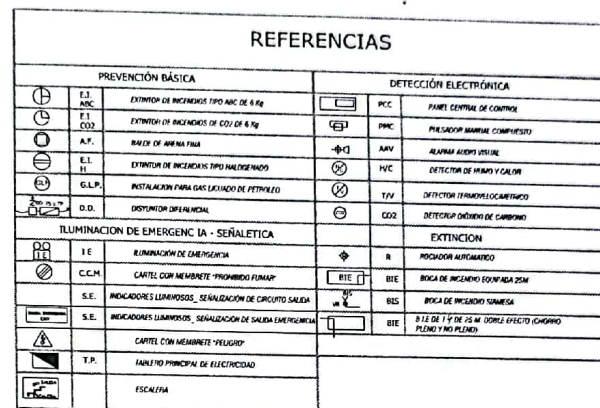 REFERENCIAS
PREVENCIÓN BÁSICA
E.I. ABC EXTINTOR DE INCENDIOS TIPO ABC DE 6 Kg
E.I. CO2 EXTINTOR DE INCENDIOS DE CO2 DE 6 Kg
A.F. BALDE DE ARENA FINA
E.I. H EXTINTOR DE INCENDIOS TIPO HALOGENADO
GLP G.L.P. INSTALACION PARA GAS LICUADO DE PETROLEO
D.D. DISYUNTOR DIFERENCIAL
ILUMINACION DE EMERGENC IA - SEÑALETICA
I E I E ILUMINACIÓN DE EMERGENCIA
C.C.M. CARTEL CON MEMBRETE "PROHIBIDO FUMAR"
S.E. INDICADORES LUMINOSOS_ SEÑALIZACIÓN DE CIRCUITO SALIDA
S.E. INDICADORES LUMINOSOS_ SEÑALIZACIÓN DE SALIDA EMERGENCIA
CARTEL CON MEMBRETE "PELIGRO"
T.P. TABLERO PRINCIPAL DE ELECTRICIDAD
SALIDA ESCALERA
DETECCIÓN ELECTRÓNICA
PCC PANEL CENTRAL DE CONTROL
PMC PULSADOR MANUAL COMPUESTO
AAV ALARMA AUDIO VISUAL
H/C DETECTOR DE HUMO Y CALOR
T/V DETECTOR TERMOVELOCIMETRICO
CO2 DETECTOR DIÓXIDO DE CARBONO
EXTINCION
R ROCIADOR AUTOMATICO
BIE BIE BOCA DE INCENDIO EQUIPADA 25M
BIS BIS BOCA DE INCENDIO SIAMESA
BIE B.I.E DE 25 M. DOBLE EFECTO (CHORRO
PLENO Y NO PLENO)